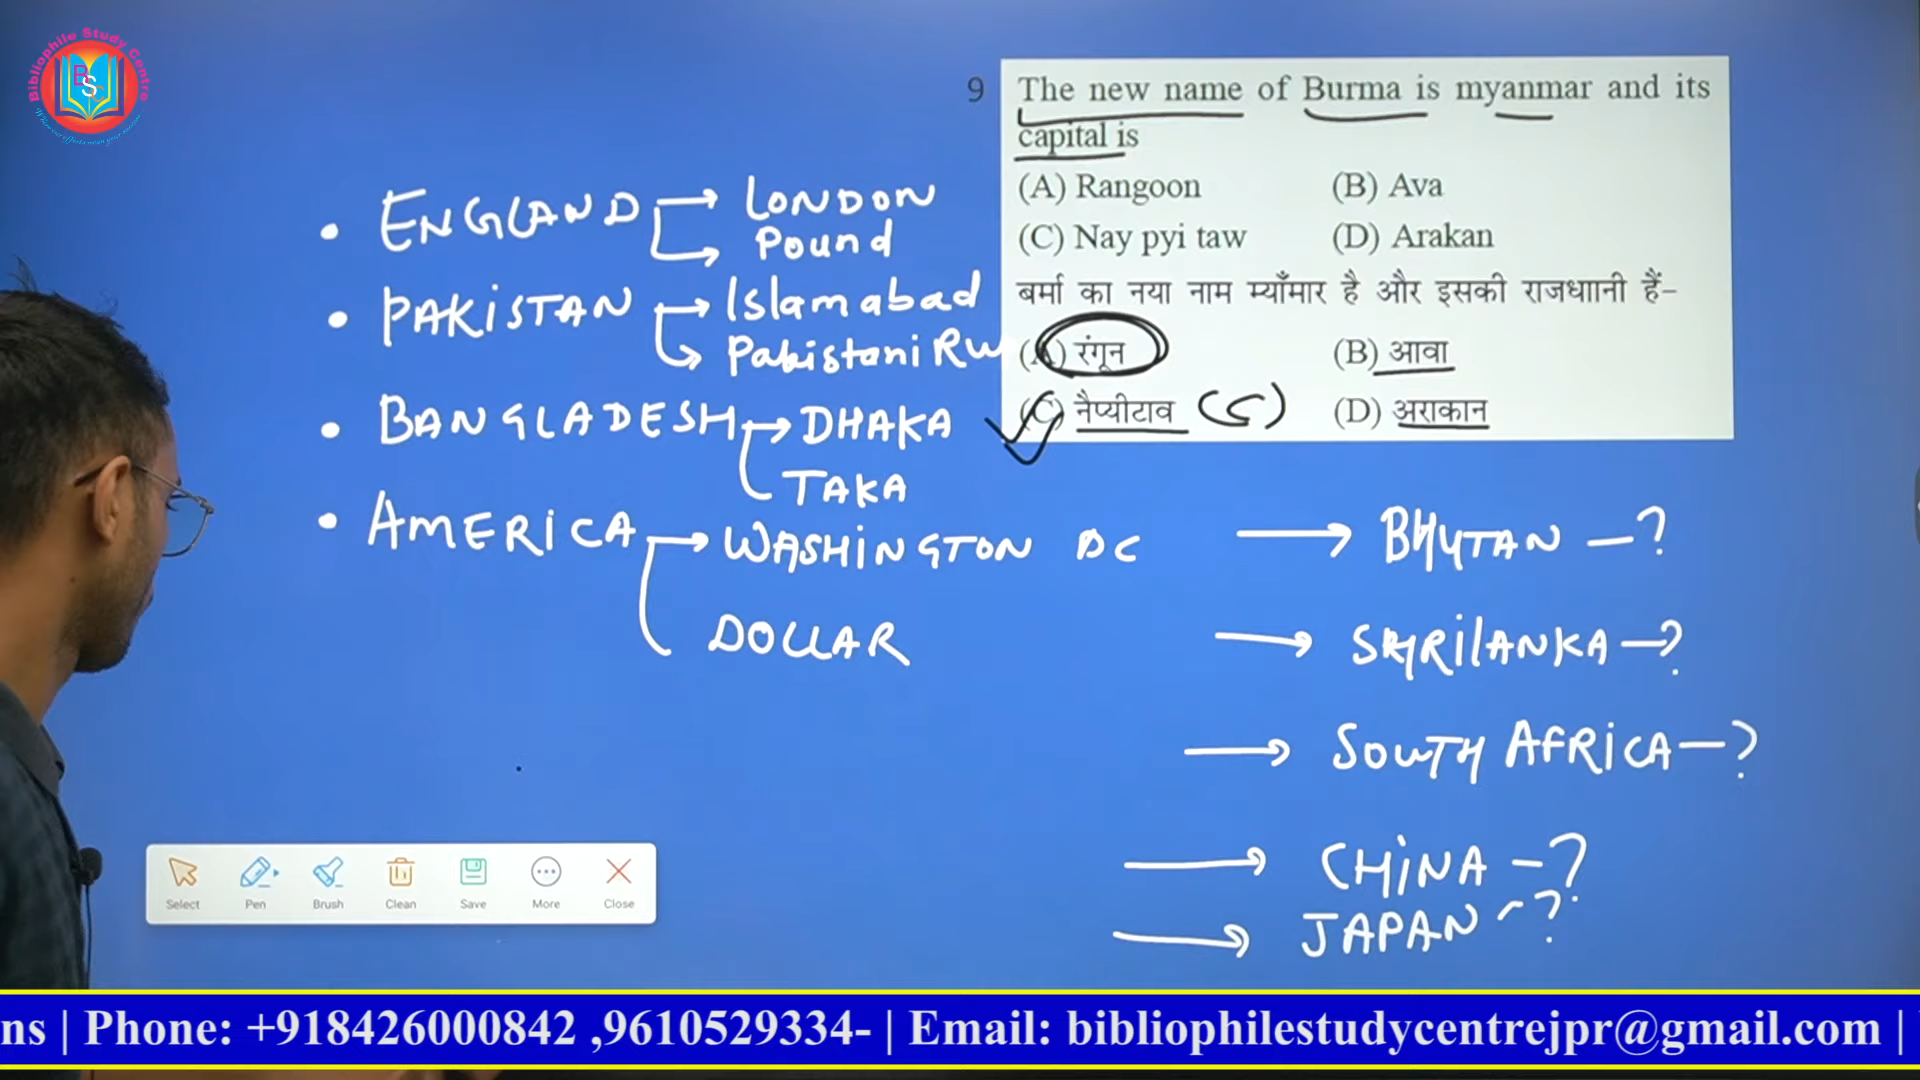 Bibliophile Study Centre
BSC
9 The new name of Burma is myanmar and its
capital is
(A) Rangoon (B) Ava
(C) Nay pyi taw (D) Arakan
बर्मा का नया नाम म्याँमार है और इसकी राजधाानी हैं-
(A) रंगून (B) आवा
(C) नैप्यीटाव (C) (D) अराकान
• ENGLAND → LONDON
→ Pound
• PAKiSTAN → Islamabad
→ Pakistani Ru
• BANGLADESH → DHAKA
TAKA
• AMERiCA → WASHiNGTON DC
DOLLAR
→ BHUTAN – ?
→ SHRiLANKA – ?
→ SOUTH AFRiCA – ?
→ CHiNA – ?
→ JAPAN – ?
Select Pen Brush Clean Save More Close
ns | Phone: +918426000842 ,9610529334- | Email: bibliophilestudycentrejpr@gmail.com |